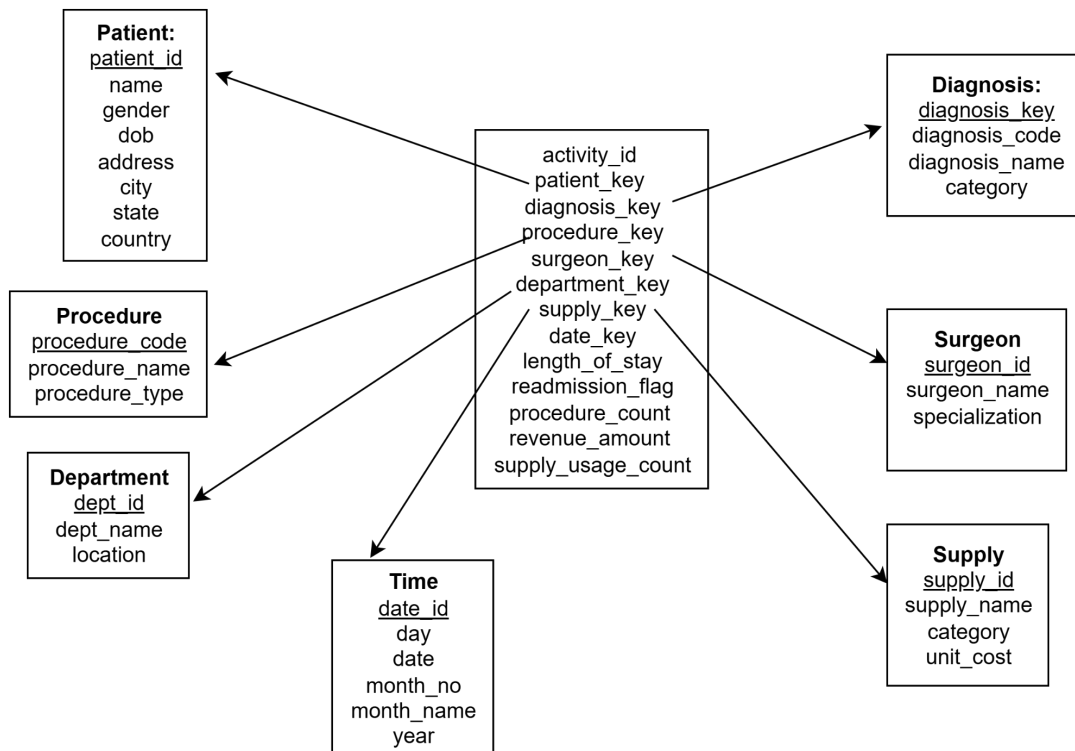 Patient:
patient_id
name
gender
dob
address
city
state
country
Procedure
procedure_code
procedure_name
procedure_type
Department
dept_id
dept_name
location
activity_id
patient_key
diagnosis_key
procedure_key
surgeon_key
department_key
supply_key
date_key
length_of_stay
readmission_flag
procedure_count
revenue_amount
supply_usage_count
Time
date_id
day
date
month_no
month_name
year
Diagnosis:
diagnosis_key
diagnosis_code
diagnosis_name
category
Surgeon
surgeon_id
surgeon_name
specialization
Supply
supply_id
supply_name
category
unit_cost